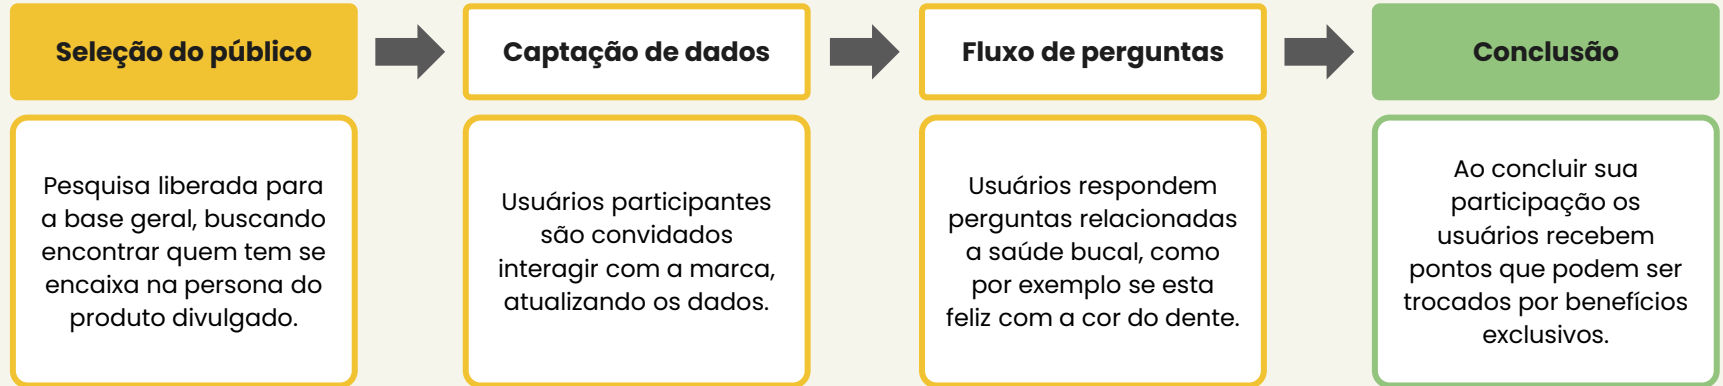 Seleção do público
Captação de dados
Fluxo de perguntas
Conclusão
Pesquisa liberada para
a base geral, buscando
encontrar quem tem se
encaixa na persona do
produto divulgado.
Usuários participantes
são convidados
interagir com a marca,
atualizando os dados.
Usuários respondem
perguntas relacionadas
a saúde bucal, como
por exemplo se esta
feliz com a cor do dente.
Ao concluir sua
participação os
usuários recebem
pontos que podem ser
trocados por benefícios
exclusivos.